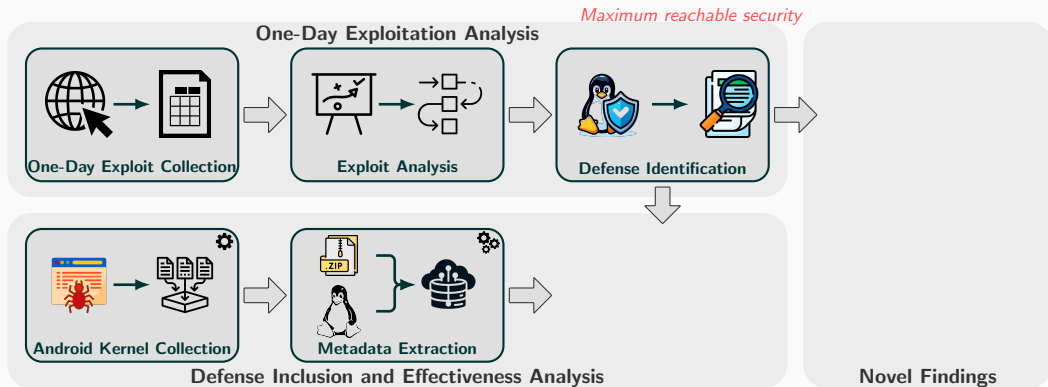 Maximum reachable security
One-Day Exploitation Analysis
One-Day Exploit Collection
Exploit Analysis
Defense Identification
.ZIP
Android Kernel Collection
Metadata Extraction
Defense Inclusion and Effectiveness Analysis
Novel Findings